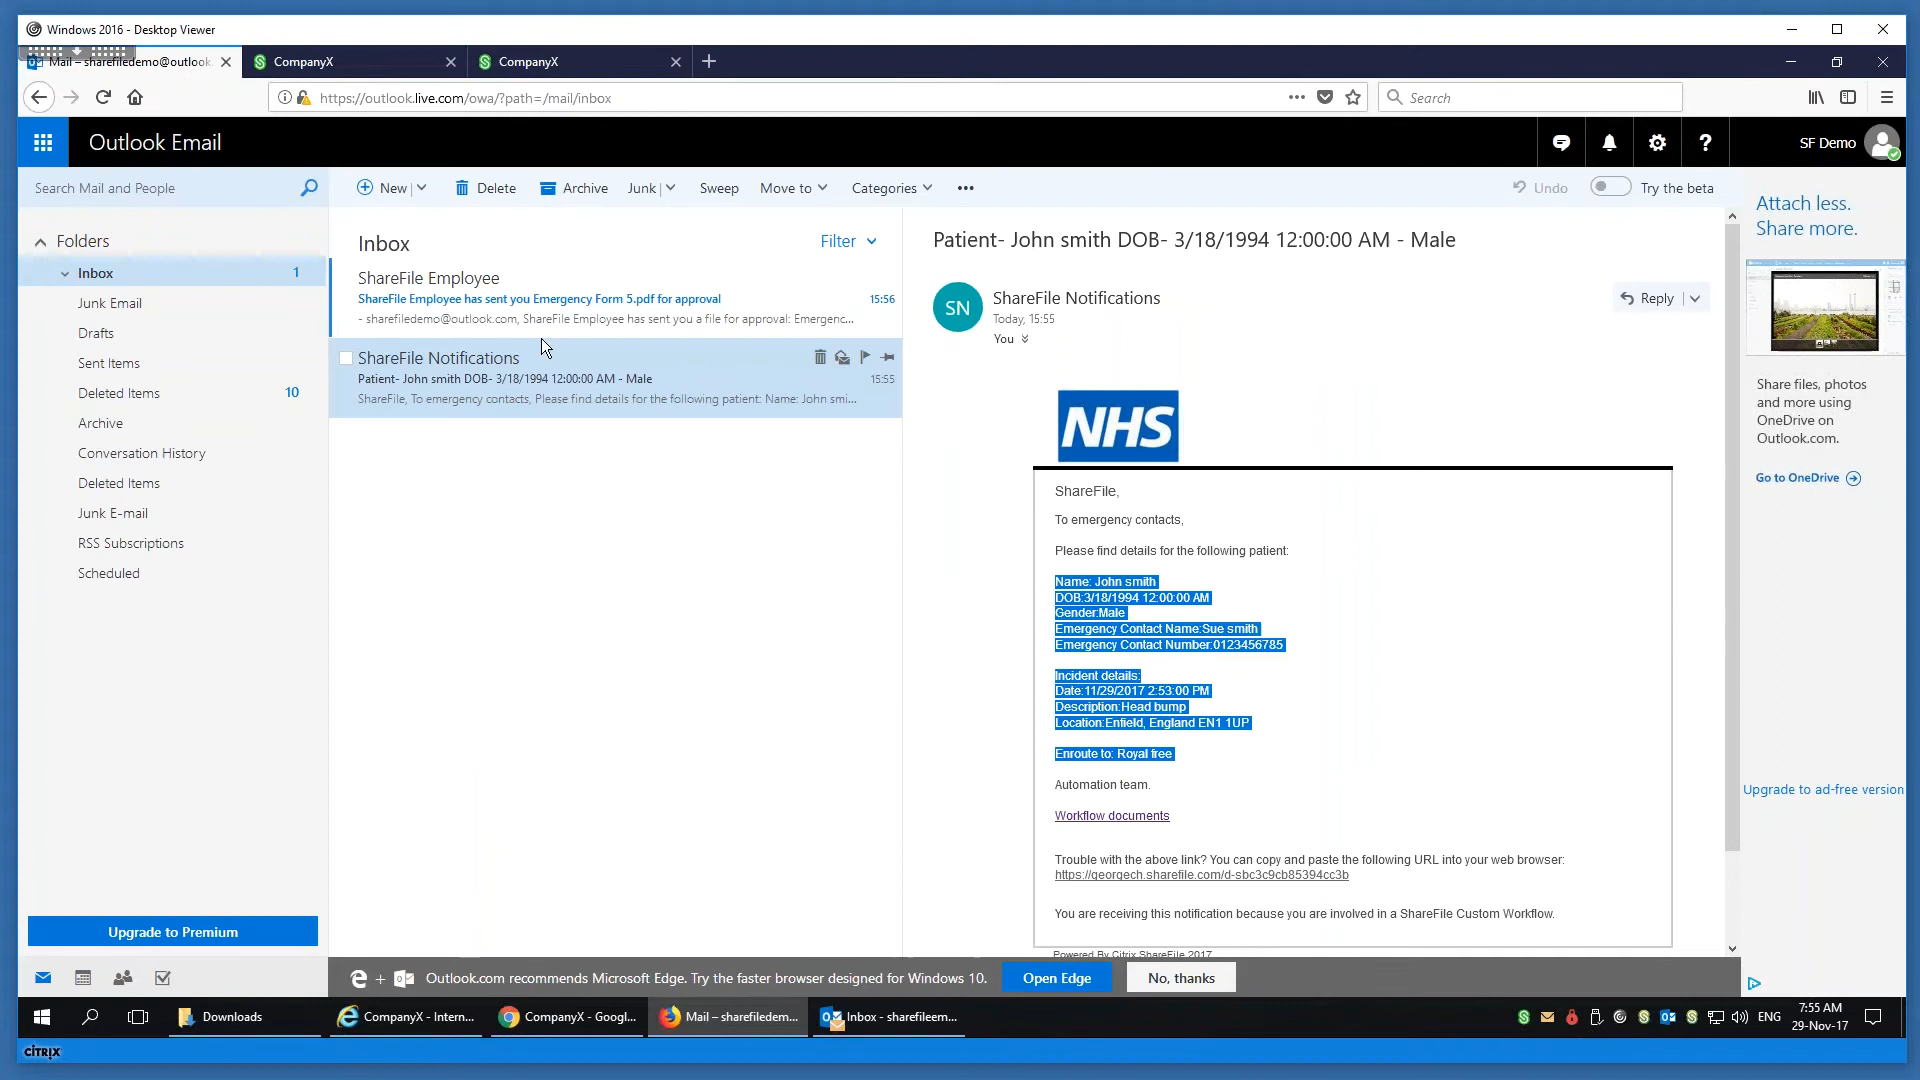 Windows 2016 - Desktop Viewer
Mail – sharefiledemo@outlook.
CompanyX
CompanyX
https://outlook.live.com/owa/?path=/mail/inbox
Search
Outlook Email
SF Demo
Search Mail and People
New
Delete
Archive
Junk
Sweep
Move to
Categories
Undo
Try the beta
Folders
Inbox 1
Junk Email
Drafts
Sent Items
Deleted Items 10
Archive
Conversation History
Deleted Items
Junk E-mail
RSS Subscriptions
Scheduled
Upgrade to Premium
Inbox
Filter
ShareFile Employee
ShareFile Employee has sent you Emergency Form 5.pdf for approval 15:56
- sharefiledemo@outlook.com, ShareFile Employee has sent you a file for approval: Emergenc...
ShareFile Notifications
Patient- John smith DOB- 3/18/1994 12:00:00 AM - Male 15:55
ShareFile, To emergency contacts, Please find details for the following patient: Name: John smi...
Patient- John smith DOB- 3/18/1994 12:00:00 AM - Male
SN
ShareFile Notifications
Today, 15:55
You
Reply
NHS
ShareFile,
To emergency contacts,
Please find details for the following patient:
Name: John smith
DOB:3/18/1994 12:00:00 AM
Gender:Male
Emergency Contact Name:Sue smith
Emergency Contact Number:0123456785
Incident details:
Date:11/29/2017 2:53:00 PM
Description:Head bump
Location:Enfield, England EN1 1UP
Enroute to: Royal free
Automation team.
Workflow documents
Trouble with the above link? You can copy and paste the following URL into your web browser:
https://georgech.sharefile.com/d-sbc3c9cb85394cc3b
You are receiving this notification because you are involved in a ShareFile Custom Workflow.
Powered By Citrix ShareFile 2017
Attach less.
Share more.
Share files, photos
and more using
OneDrive on
Outlook.com.
Go to OneDrive
Upgrade to ad-free version
Outlook.com recommends Microsoft Edge. Try the faster browser designed for Windows 10.
Open Edge
No, thanks
Downloads
CompanyX - Intern...
CompanyX - Googl...
Mail – sharefiledem...
Inbox - sharefileem...
ENG
7:55 AM
29-Nov-17
CİTRIX